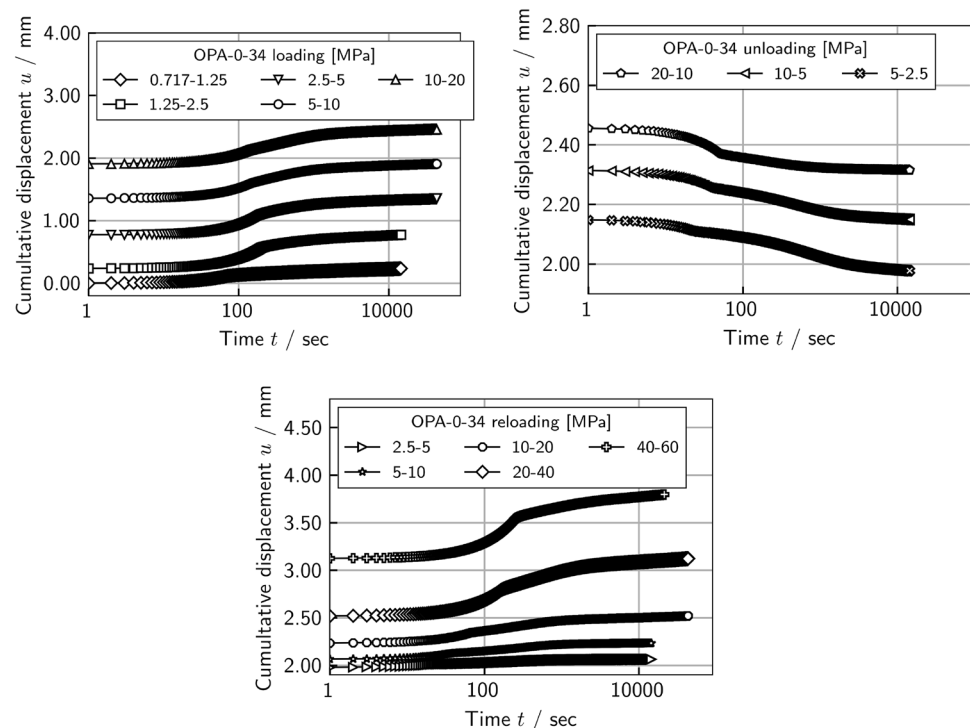 OPA-0-34 loading [MPa]
0.717-1.25 2.5-5 10-20
1.25-2.5 5-10
Cumultative displacement u / mm
4.00
3.00
2.00
1.00
0.00
1 100 10000
Time t / sec
OPA-0-34 unloading [MPa]
20-10 10-5 5-2.5
Cumultative displacement u / mm
2.80
2.60
2.40
2.20
2.00
1 100 10000
Time t / sec
OPA-0-34 reloading [MPa]
2.5-5 10-20 40-60
5-10 20-40
Cumultative displacement u / mm
4.50
4.00
3.50
3.00
2.50
2.00
1 100 10000
Time t / sec